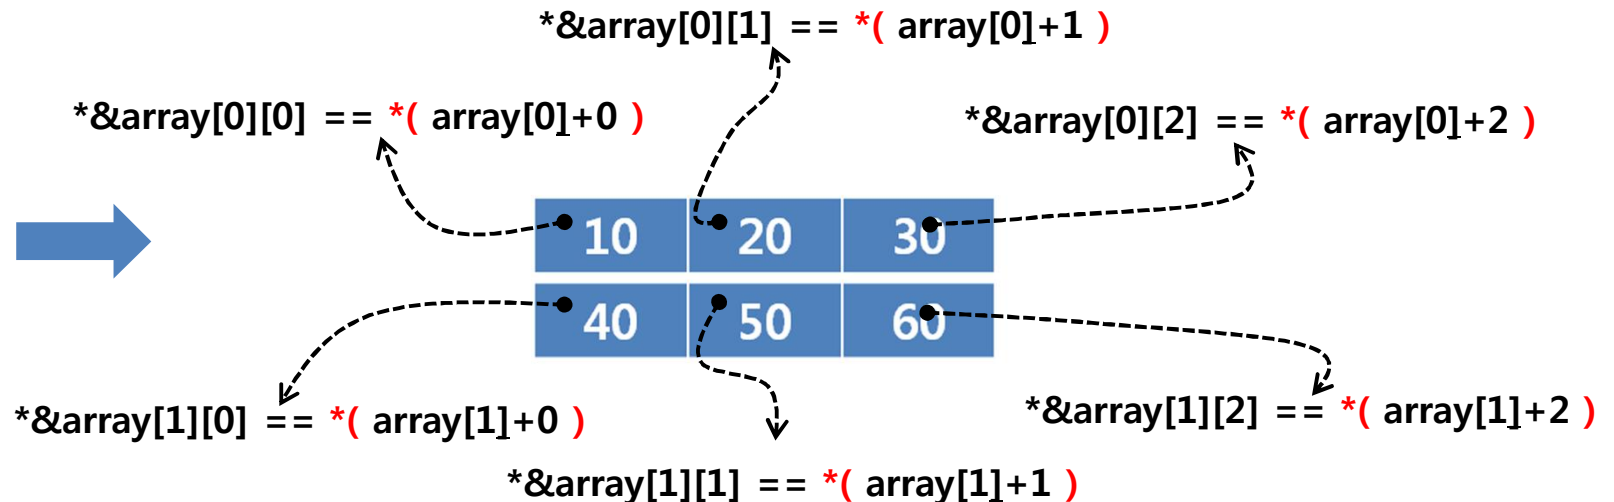 *&array[0][1] == *( array[0]+1 )
*&array[0][0] == *( array[0]+0 )
*&array[0][2] == *( array[0]+2 )
10 20 30
40 50 60
*&array[1][0] == *( array[1]+0 )
*&array[1][2] == *( array[1]+2 )
*&array[1][1] == *( array[1]+1 )